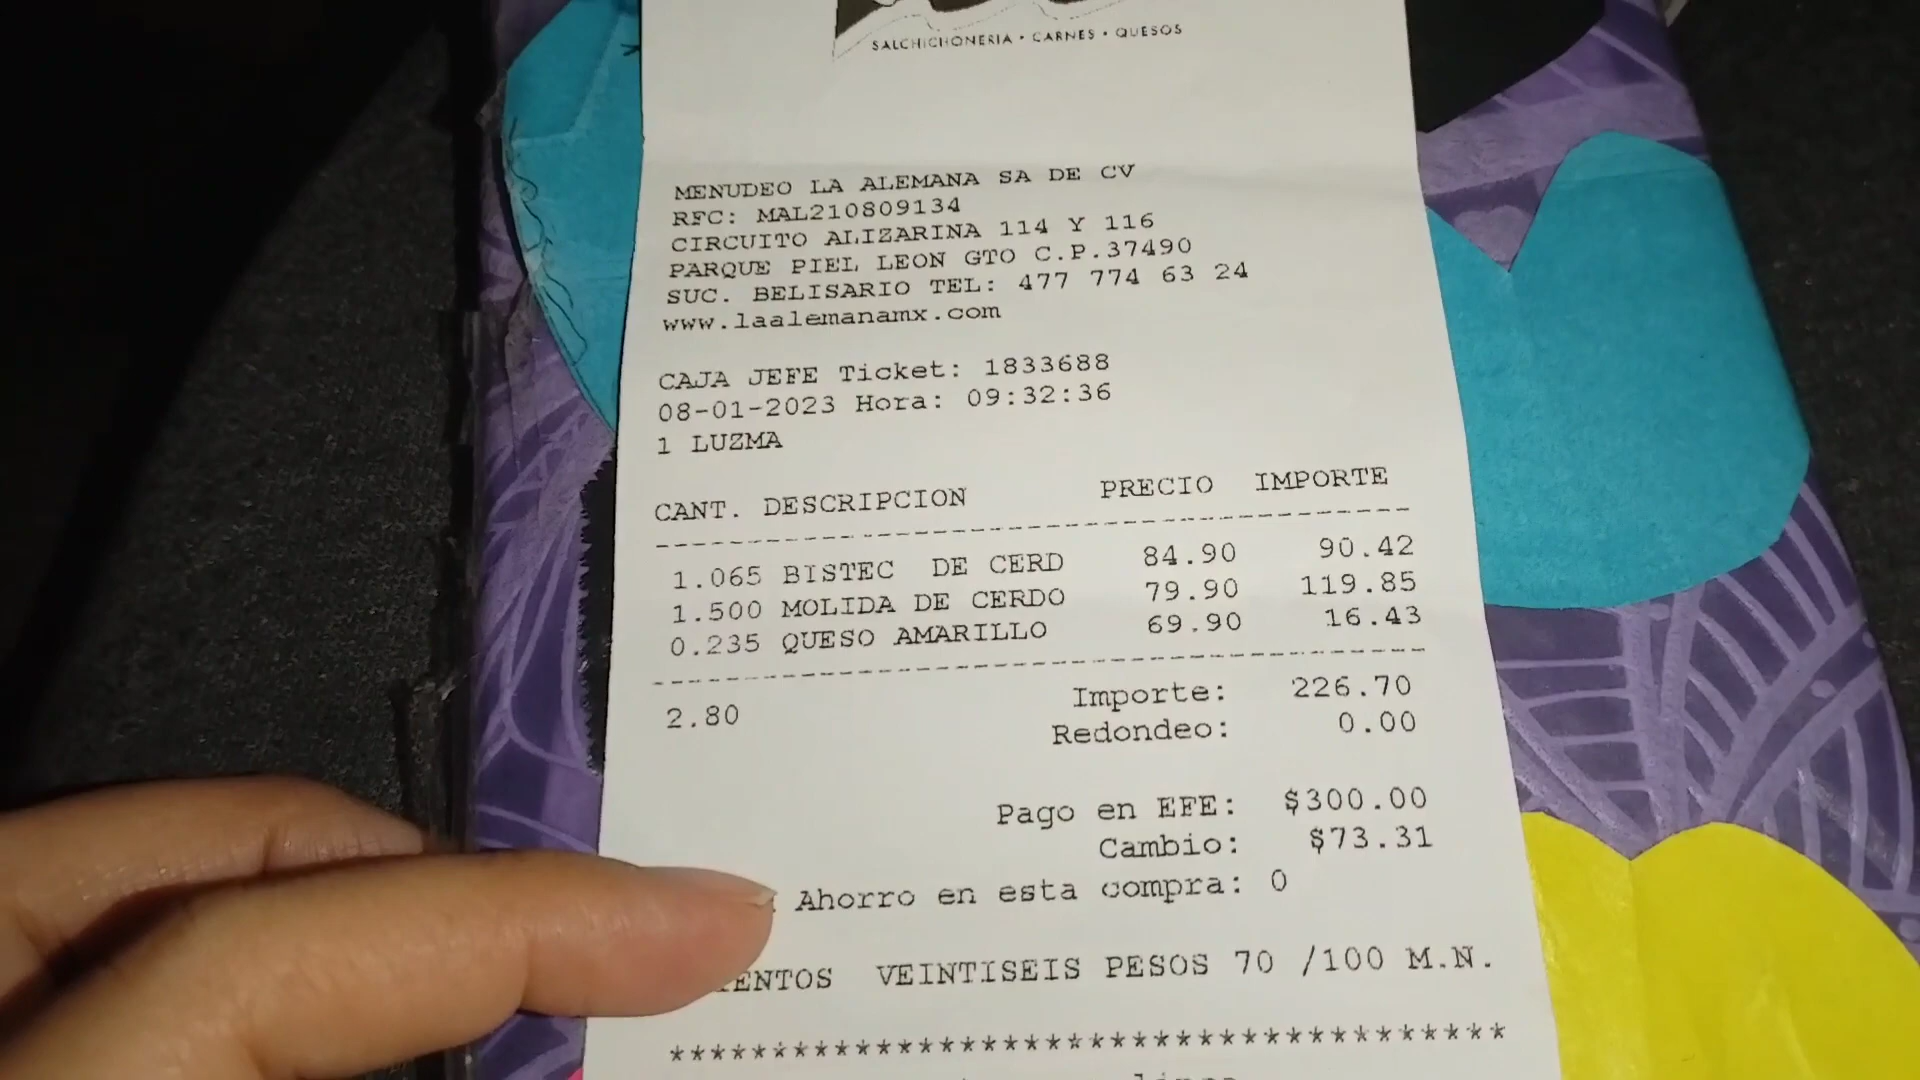 SALCHICHONERIA • CARNES • QUESOS
MENUDEO LA ALEMANA SA DE CV
RFC: MAL210809134
CIRCUITO ALIZARINA 114 Y 116
PARQUE PIEL LEON GTO C.P.37490
SUC. BELISARIO TEL: 477 774 63 24
www.laalemanamx.com
CAJA JEFE Ticket: 1833688
08-01-2023 Hora: 09:32:36
1 LUZMA
CANT. DESCRIPCION PRECIO IMPORTE
1.065 BISTEC DE CERD 84.90 90.42
1.500 MOLIDA DE CERDO 79.90 119.85
0.235 QUESO AMARILLO 69.90 16.43
2.80 Importe: 226.70
Redondeo: 0.00
Pago en EFE: $300.00
Cambio: $73.31
Ahorro en esta compra: 0
VEINTISEIS PESOS 70 /100 M.N.